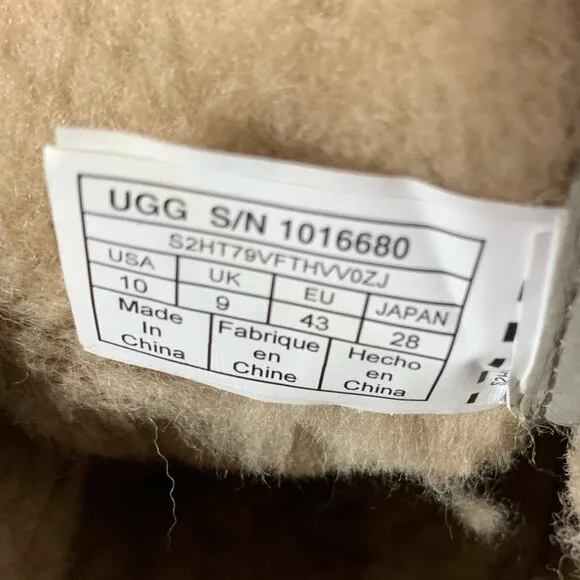 UGG S/N 1016680
S2HT79VFTHVV0ZJ
USA UK EU JAPAN
10 9 43 28
Made Fabrique Hecho
In en en
China Chine China